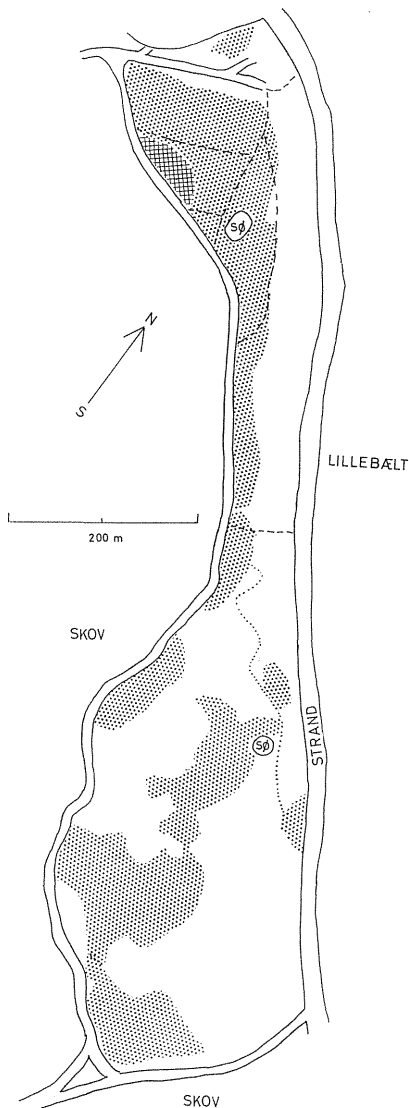 SØ
N
S
LILLEBÆLT
200 m
SKOV
SØ
STRAND
SKOV